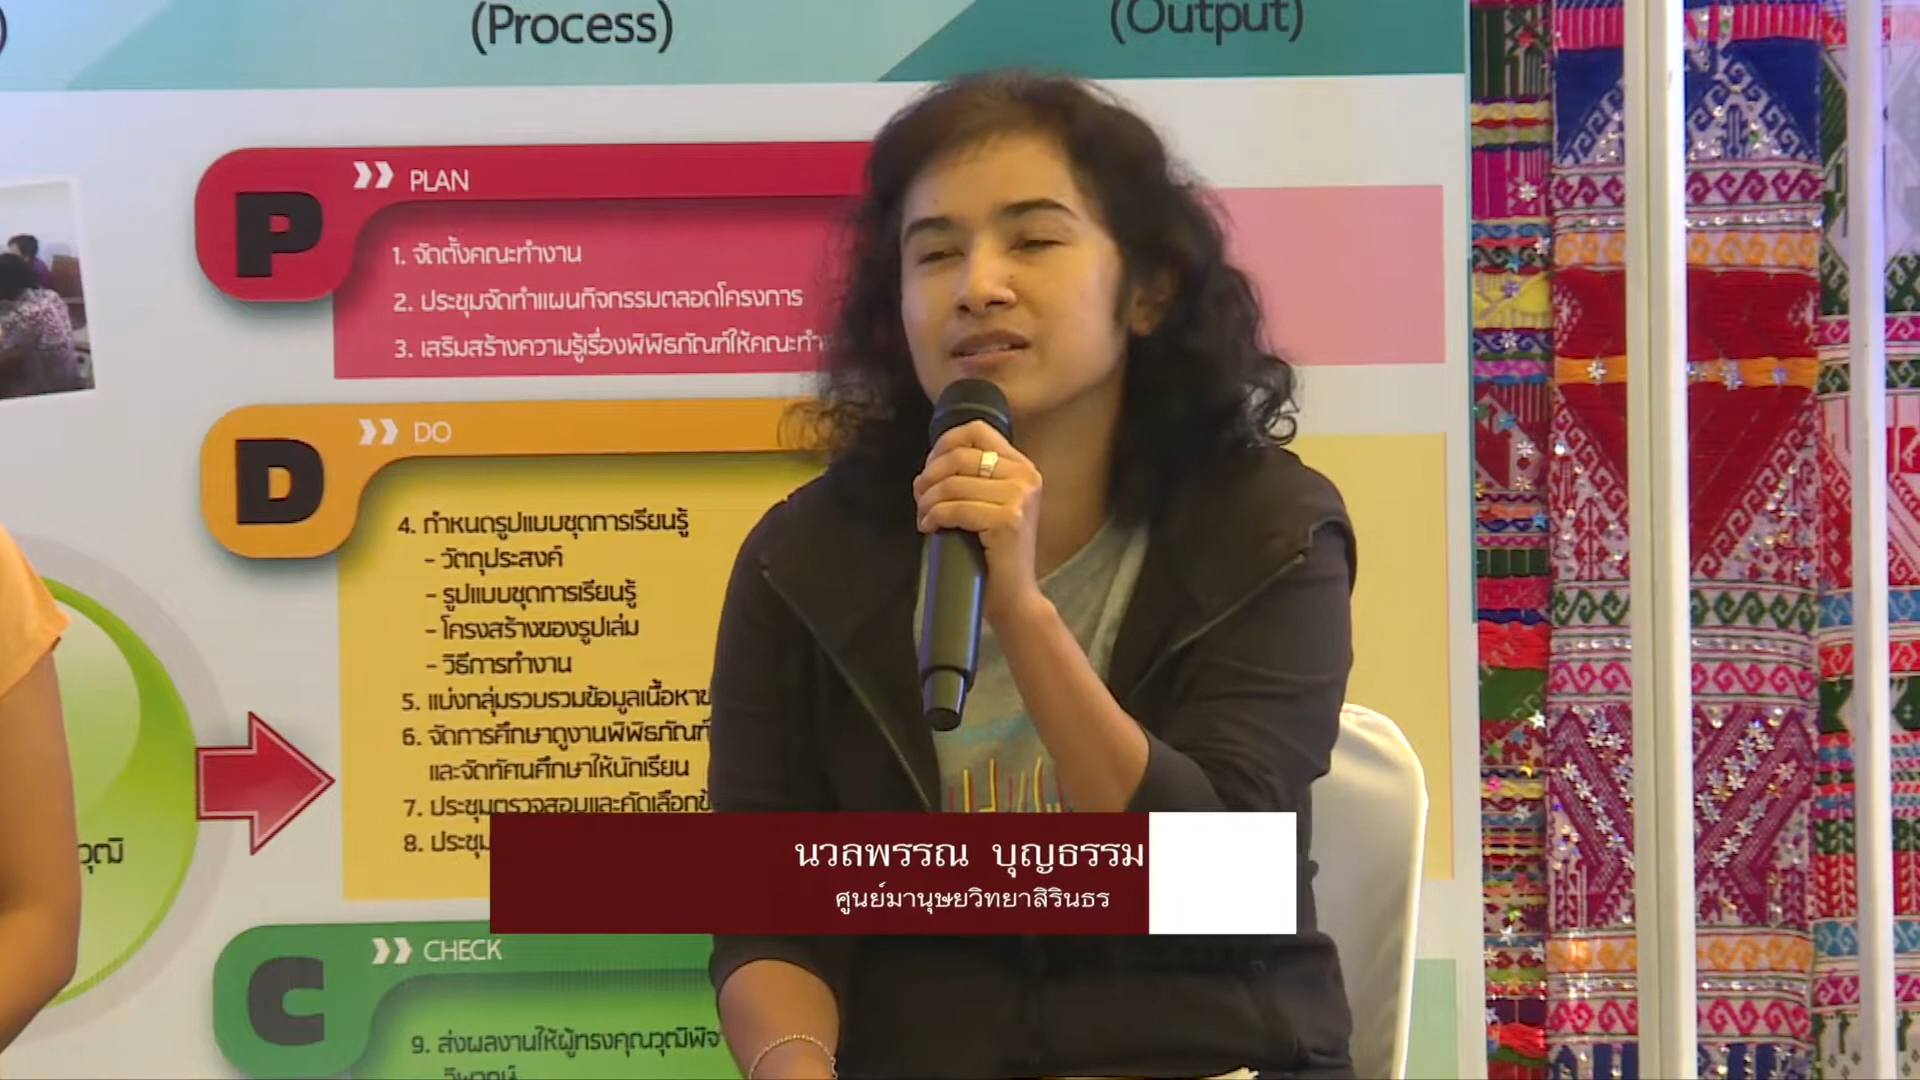 (Process)
(Output)
P
PLAN
1. จัดตั้งคณะทำงาน
2. ประชุมจัดทำแผนกิจกรรมตลอดโครงการ
3. เสริมสร้างความรู้เรื่องพิพิธภัณฑ์ให้คณะทำ
D
DO
4. กำหนดรูปแบบชุดการเรียนรู้
- วัตถุประสงค์
- รูปแบบชุดการเรียนรู้
- โครงสร้างของรูปเล่ม
- วิธีการทำงาน
5. แบ่งกลุ่มรวบรวมข้อมูลเนื้อหา
6. จัดการศึกษาดูงานพิพิธภัณฑ์
และจัดทัศนศึกษาให้นักเรียน
7. ประชุมตรวจสอบและคัดเลือก
8. ประชุม
วุฒิ
นวลพรรณ บุญธรรม
ศูนย์มานุษยวิทยาสิรินธร
C
CHECK
9. ส่งผลงานให้ผู้ทรงคุณวุฒิ